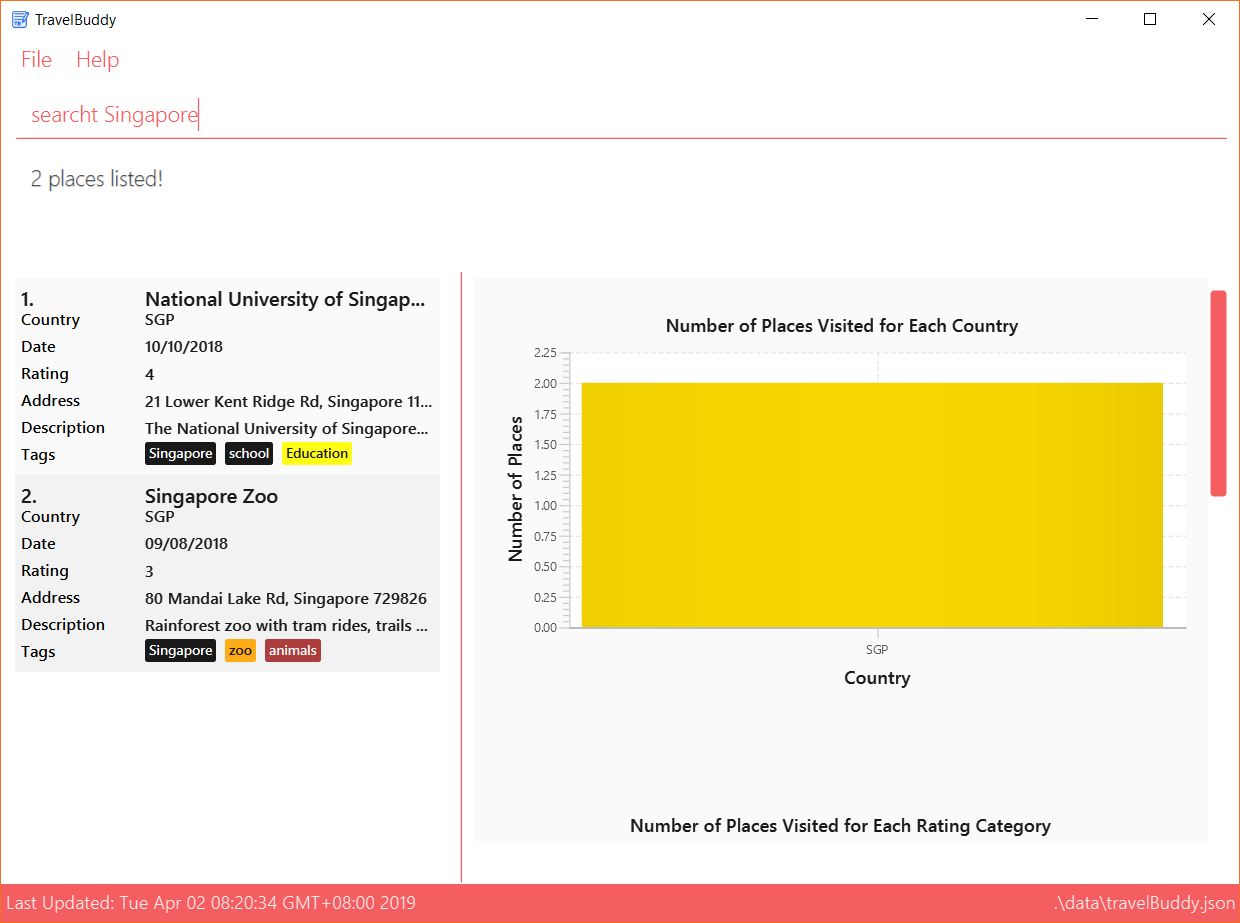 TravelBuddy
File Help
searcht Singapore
2 places listed!
1. National University of Singap...
Country SGP
Date 10/10/2018
Rating 4
Address 21 Lower Kent Ridge Rd, Singapore 11...
Description The National University of Singapore...
Tags Singapore school Education
2. Singapore Zoo
Country SGP
Date 09/08/2018
Rating 3
Address 80 Mandai Lake Rd, Singapore 729826
Description Rainforest zoo with tram rides, trails ...
Tags Singapore zoo animals
Number of Places Visited for Each Country
Number of Places
2.25
2.00
1.75
1.50
1.25
1.00
0.75
0.50
0.25
0.00
SGP
Country
Number of Places Visited for Each Rating Category
Last Updated: Tue Apr 02 08:20:34 GMT+08:00 2019
.\data\travelBuddy.json